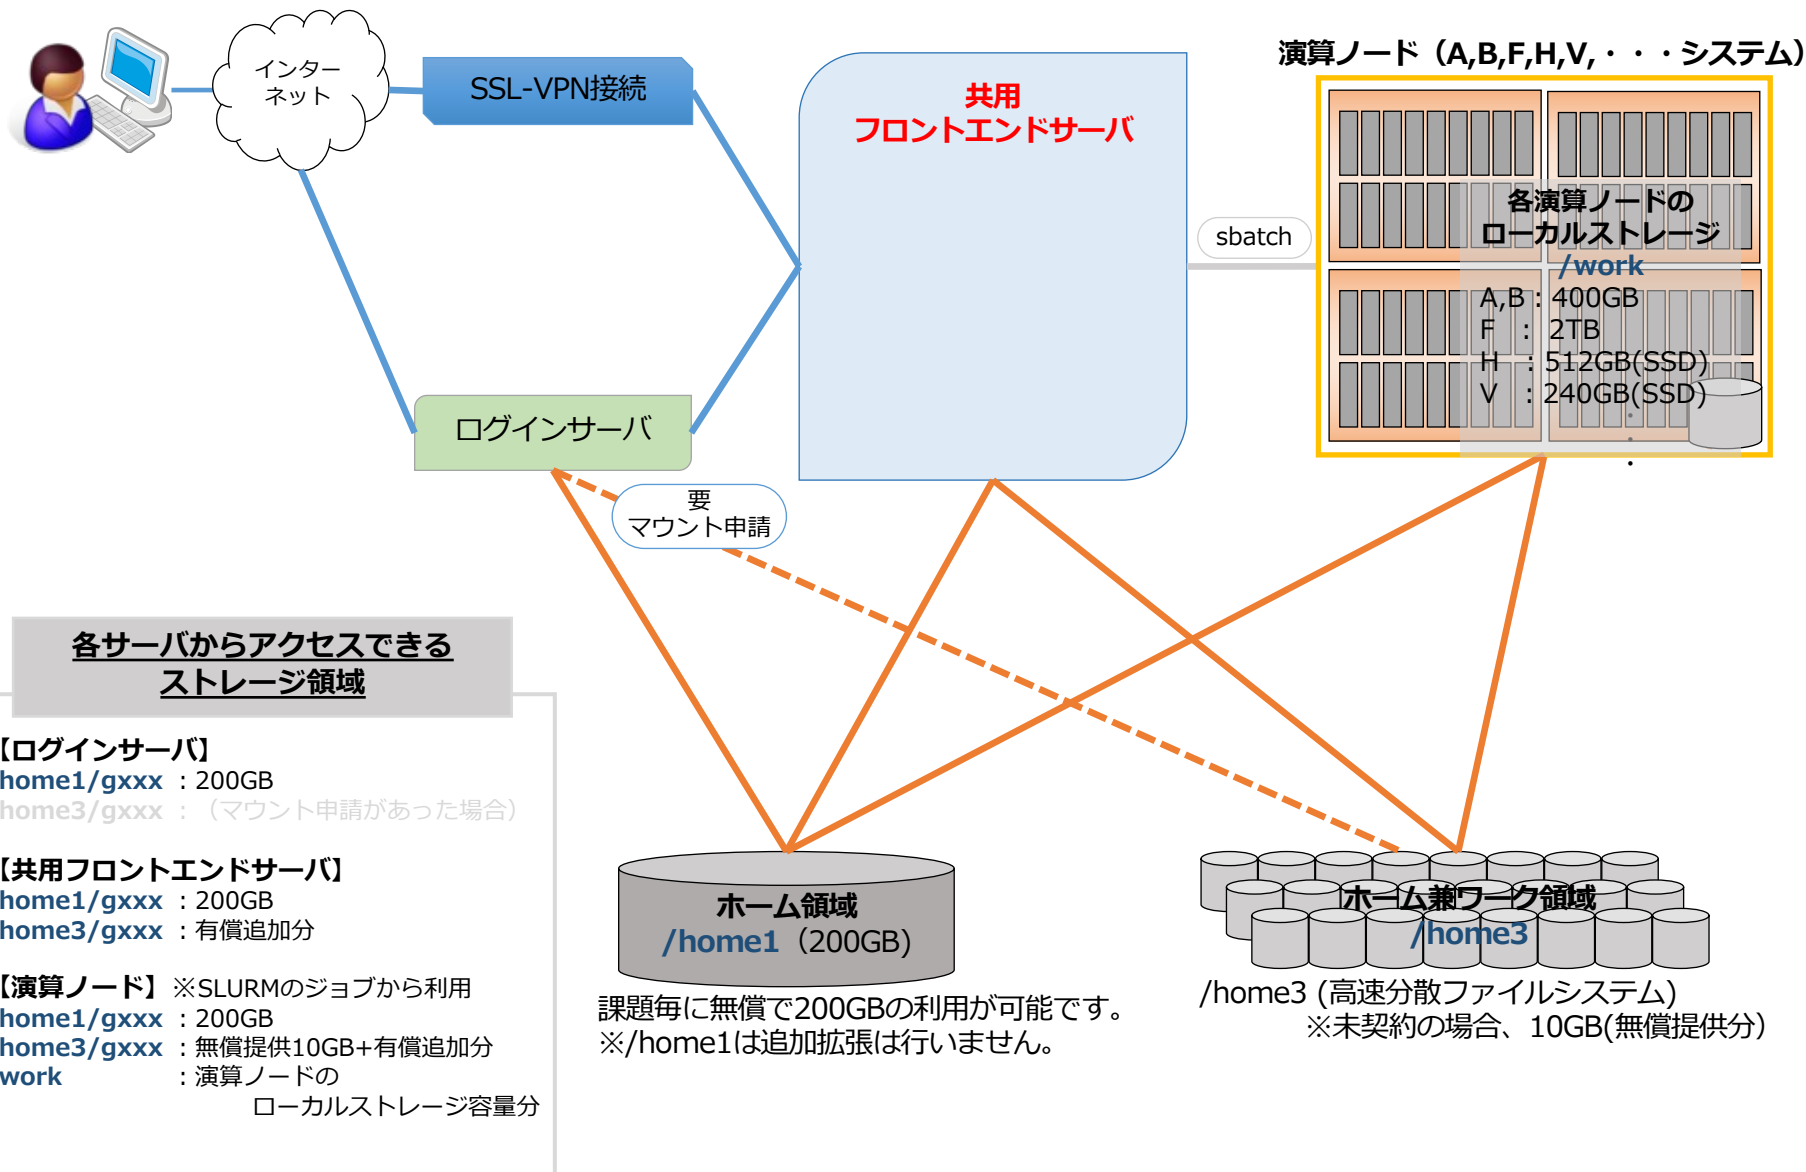 インター
ネット
SSL-VPN接続
共用
フロントエンドサーバ
演算ノード（A,B,F,H,V,・・・システム）
sbatch
各演算ノードの
ローカルストレージ
/work
A,B：400GB
F ： 2TB
H ：512GB(SSD)
V ：240GB(SSD)
・
・
・
ログインサーバ
要
マウント申請
各サーバからアクセスできる
ストレージ領域
【ログインサーバ】
home1/gxxx ：200GB
home3/gxxx ：（マウント申請があった場合）
【共用フロントエンドサーバ】
home1/gxxx ：200GB
home3/gxxx ：有償追加分
【演算ノード】※SLURMのジョブから利用
home1/gxxx ：200GB
home3/gxxx ：無償提供10GB+有償追加分
work ：演算ノードの
ローカルストレージ容量分
ホーム領域
/home1（200GB)
課題毎に無償で200GBの利用が可能です。
※/home1は追加拡張は行いません。
ホーム兼ワーク領域
/home3
/home3 (高速分散ファイルシステム)
※未契約の場合、10GB(無償提供分）